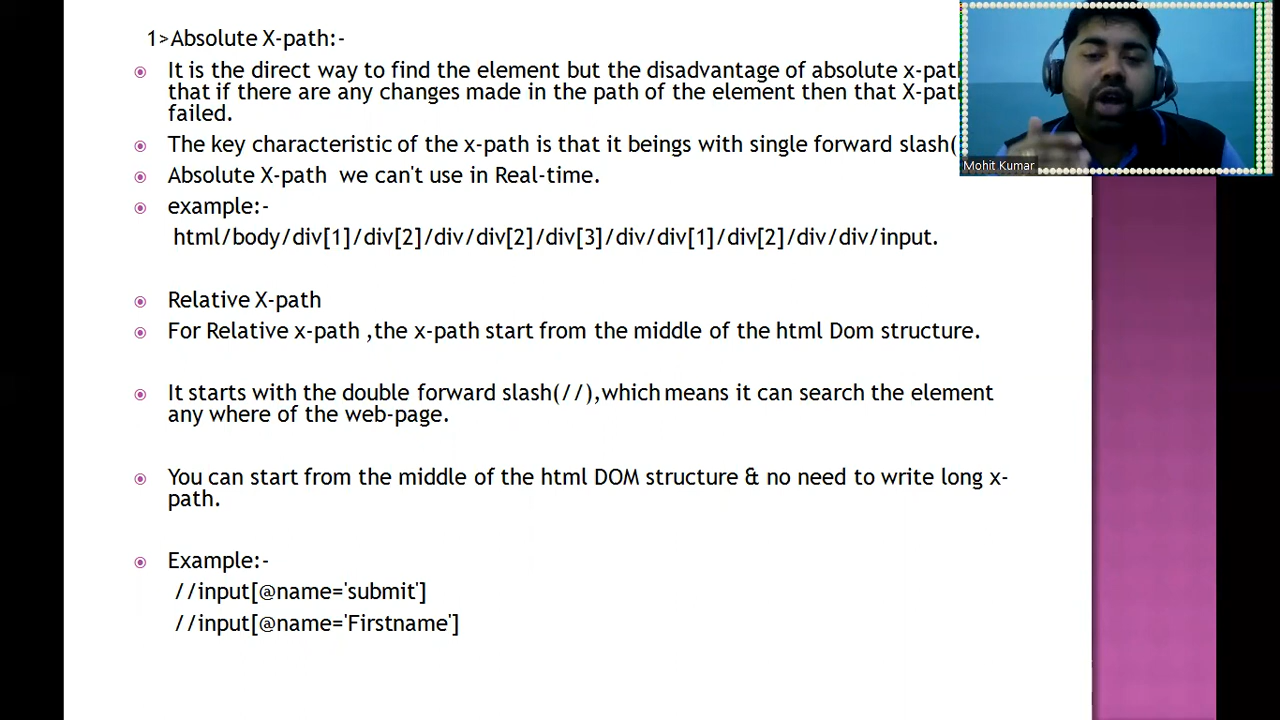 1>Absolute X-path:-
It is the direct way to find the element but the disadvantage of absolute x-path
that if there are any changes made in the path of the element then that X-path
failed.
The key characteristic of the x-path is that it beings with single forward slash(
Absolute X-path we can't use in Real-time.
example:-
html/body/div[1]/div[2]/div/div[2]/div[3]/div/div[1]/div[2]/div/div/input.
Relative X-path
For Relative x-path ,the x-path start from the middle of the html Dom structure.
It starts with the double forward slash(//),which means it can search the element
any where of the web-page.
You can start from the middle of the html DOM structure & no need to write long x-
path.
Example:-
//input[@name='submit']
//input[@name='Firstname']
Mohit Kumar